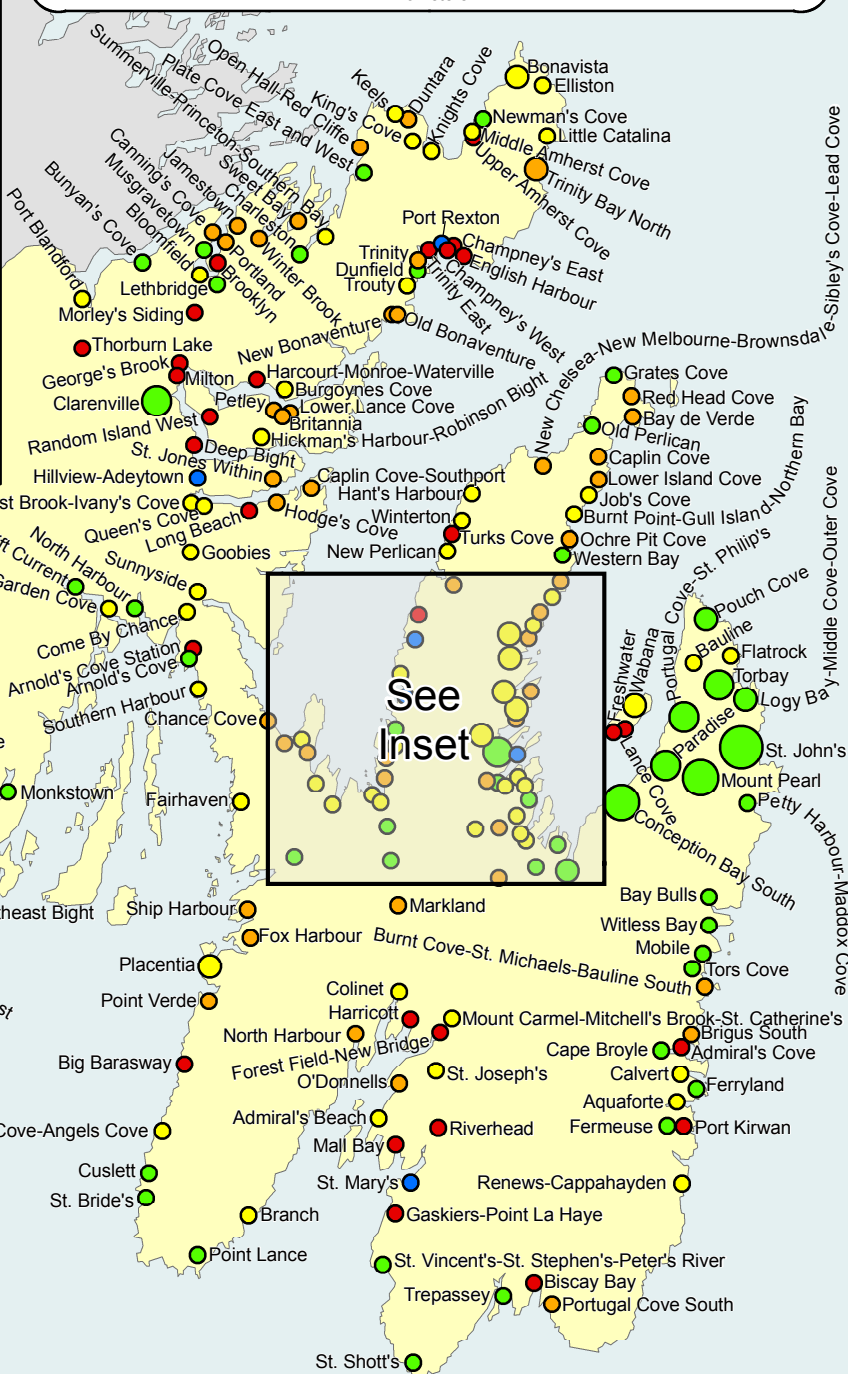 Bonavista
Elliston
Keels
Duntara
Knights Cove
King's Cove
Newman's Cove
Little Catalina
Middle Amherst Cove
Upper Amherst Cove
Trinity Bay North
Open Hall-Red Cliffe
Plate Cove East and West
Summerville-Princeton-Southern Bay
Sweet Bay
Charleston
Jamestown
Winter Brook
Canning's Cove
Portland
Musgravetown
Brooklyn
Bloomfield
Lethbridge
Bunyan's Cove
Port Blandford
Morley's Siding
Port Rexton
Champney's East
English Harbour
Champney's West
Trinity East
Trinity
Dunfield
Trouty
New Bonaventure
Old Bonaventure
Thorburn Lake
George's Brook
Milton
Harcourt-Monroe-Waterville
Clarenville
Burgoynes Cove
Petley
Lower Lance Cove
Britannia
Random Island West
Hickman's Harbour-Robinson Bight
Deep Bight
St. Jones Within
Hillview-Adeytown
Caplin Cove-Southport
st Brook-Ivany's Cove
Queen's Cove
Long Beach
Hodge's Cove
Goobies
New Chelsea-New Melbourne-Brownsdale-Sibley's Cove-Lead Cove
Grates Cove
Red Head Cove
Bay de Verde
Old Perlican
Caplin Cove
Lower Island Cove
Job's Cove
Burnt Point-Gull Island-Northern Bay
Ochre Pit Cove
Western Bay
Hant's Harbour
Winterton
Turks Cove
New Perlican
ft Current
North Harbour
Garden Cove
Sunnyside
Come By Chance
Arnold's Cove Station
Arnold's Cove
Southern Harbour
Chance Cove
Monkstown
Fairhaven
See
Inset
Portugal Cove-St. Philip's
Pouch Cove
Bauline
Flatrock
Torbay
Logy Bay-Middle Cove-Outer Cove
Freshwater
Wabana
Lance Cove
Paradise
St. John's
Mount Pearl
Petty Harbour-Maddox Cove
Conception Bay South
Bay Bulls
Witless Bay
Mobile
Tors Cove
Burnt Cove-St. Michaels-Bauline South
theast Bight
Ship Harbour
Markland
Fox Harbour
Placentia
Point Verde
Colinet
Harricott
Mount Carmel-Mitchell's Brook-St. Catherine's
North Harbour
Forest Field-New Bridge
Brigus South
Cape Broyle
Admiral's Cove
Big Barasway
O'Donnells
St. Joseph's
Calvert
Ferryland
Aquaforte
Admiral's Beach
Riverhead
Fermeuse
Port Kirwan
Cove-Angels Cove
Mall Bay
Cuslett
St. Mary's
Renews-Cappahayden
St. Bride's
Branch
Gaskiers-Point La Haye
Point Lance
St. Vincent's-St. Stephen's-Peter's River
Biscay Bay
Trepassey
Portugal Cove South
St. Shott's